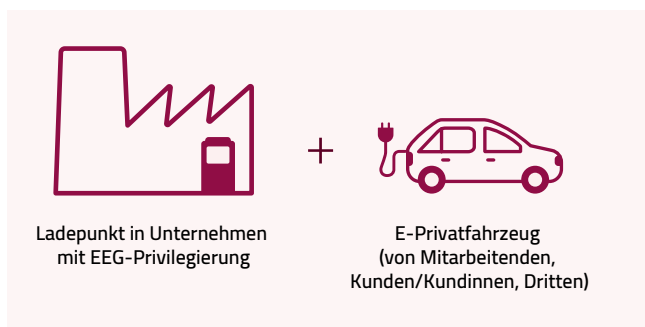 Ladepunkt in Unternehmen
mit EEG-Privilegierung
+
E-Privatfahrzeug
(von Mitarbeitenden,
Kunden/Kundinnen, Dritten)